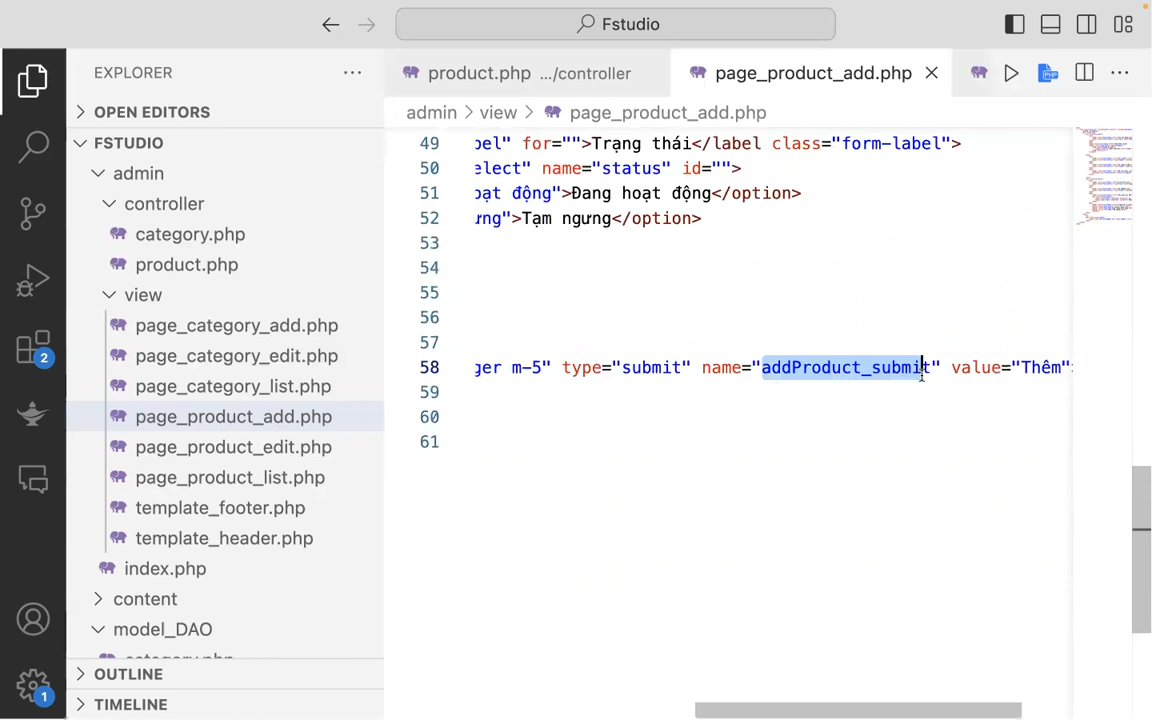 Fstudio
EXPLORER
OPEN EDITORS
FSTUDIO
admin
controller
category.php
product.php
view
page_category_add.php
page_category_edit.php
page_category_list.php
page_product_add.php
page_product_edit.php
page_product_list.php
template_footer.php
template_header.php
index.php
content
model_DAO
category.php
OUTLINE
TIMELINE
2
1
product.php .../controller
page_product_add.php
admin > view > page_product_add.php
49 bel" for="">Trạng thái</label class="form-label">
50 elect" name="status" id="">
51 oạt động">Đang hoạt động</option>
52 ưng">Tạm ngưng</option>
53
54
55
56
57
58 ger m-5" type="submit" name="addProduct_submit" value="Thêm">
59
60
61